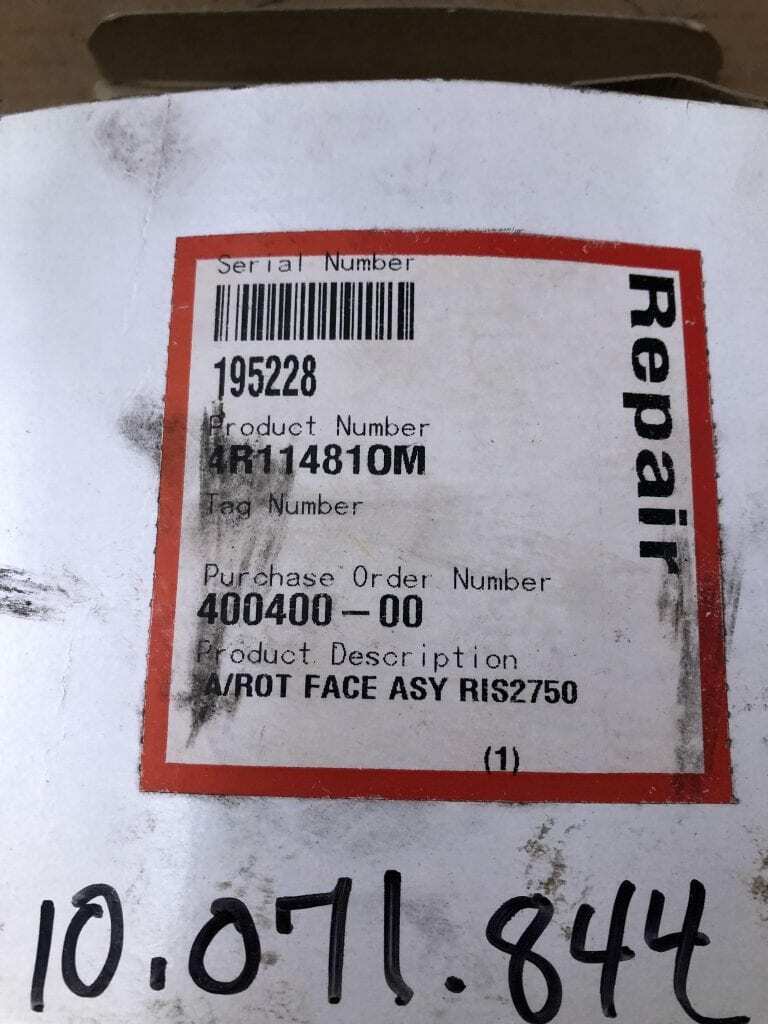 Serial Number
195228
Product Number
4R114810M
Tag Number
Purchase Order Number
400400-00
Product Description
A/ROT FACE ASY RIS2750
(1)
Repair
10.071.844